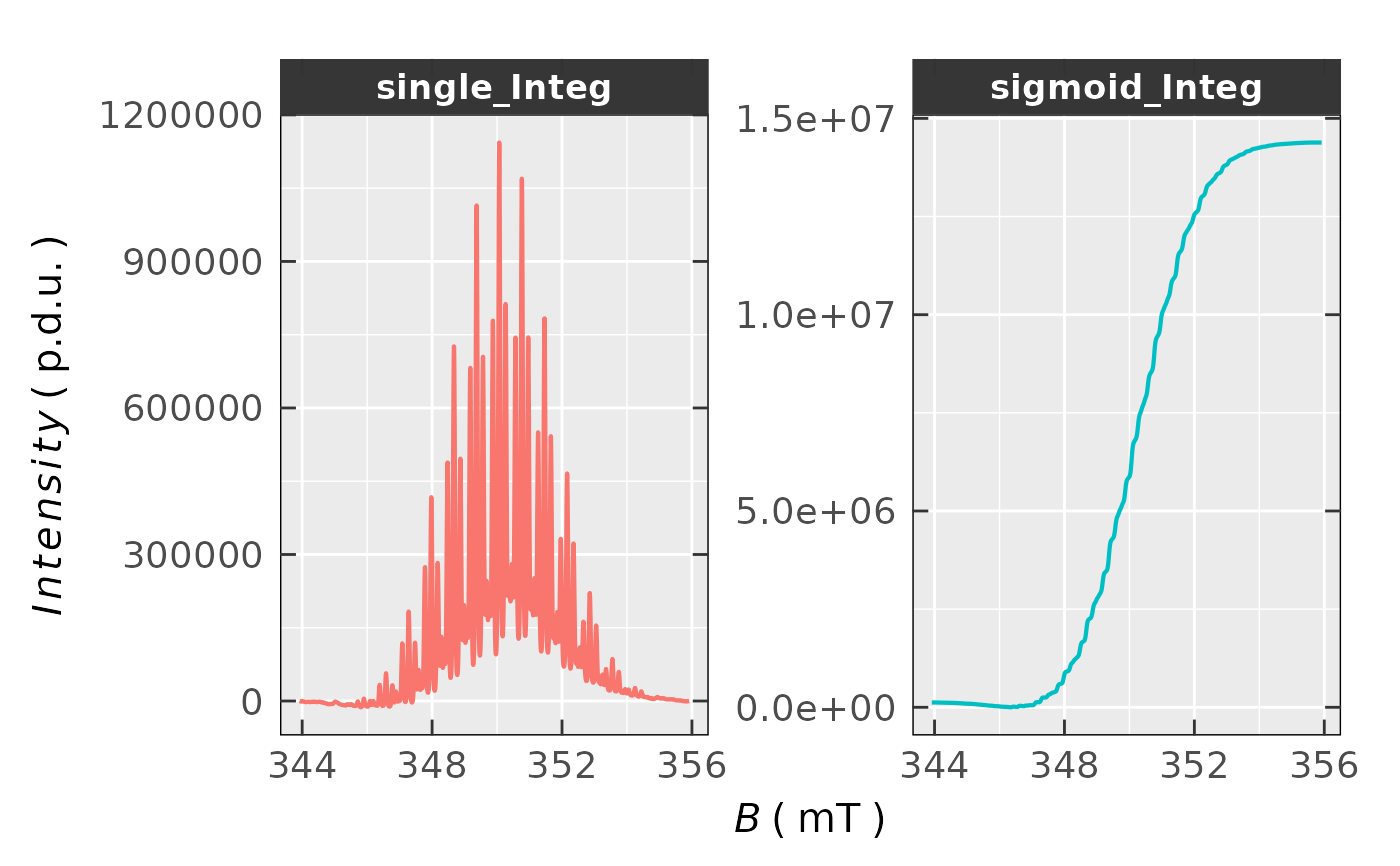 single_Integ
sigmoid_Integ
Intensity ( p.d.u. )
1200000
900000
600000
300000
0
344 348 352 356
1.5e+07
1.0e+07
5.0e+06
0.0e+00
344 348 352 356
B ( mT )